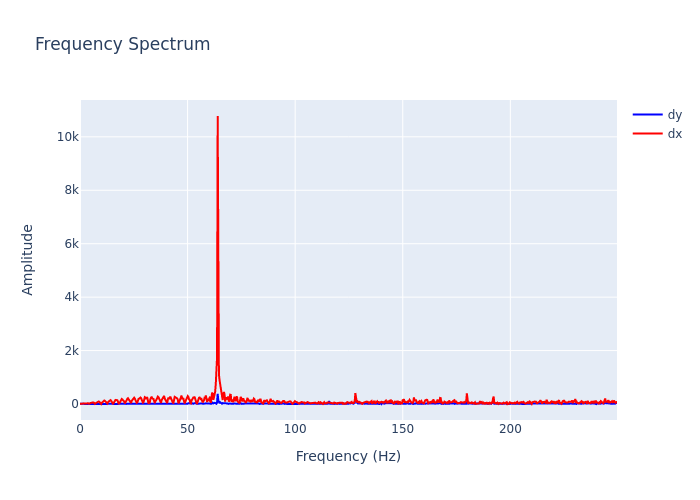 Frequency Spectrum
dy
dx
10k
8k
6k
4k
2k
0
Amplitude
0 50 100 150 200
Frequency (Hz)